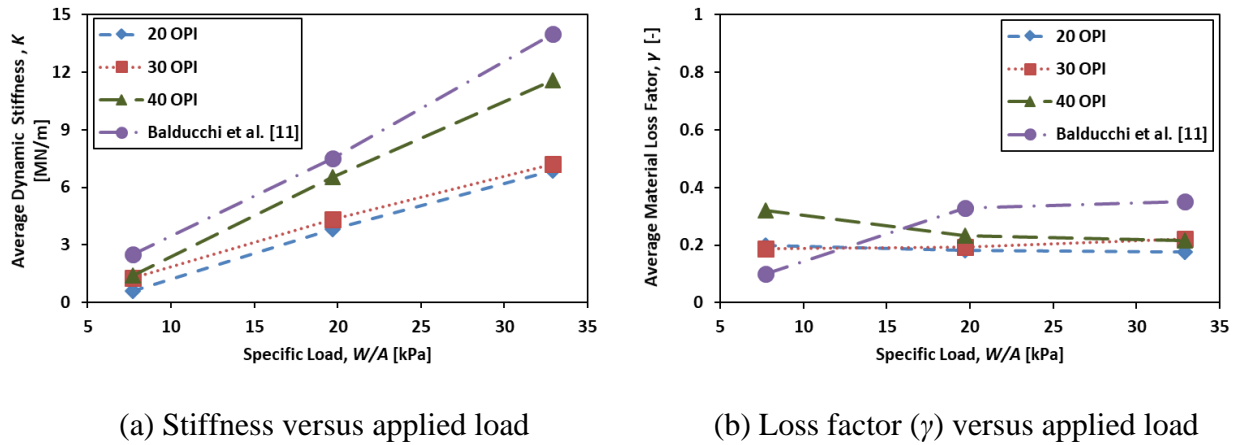 Average Dynamic Stiffness , K
[MN/m]
15
12
9
6
3
0
20 OPI
30 OPI
40 OPI
Balducchi et al. [11]
5 10 15 20 25 30 35
Specific Load, W/A [kPa]
(a) Stiffness versus applied load
Average Material Loss Fator, γ [-]
1
0.8
0.6
0.4
0.2
0
20 OPI
30 OPI
40 OPI
Balducchi et al. [11]
5 10 15 20 25 30 35
Specific Load, W/A [kPa]
(b) Loss factor (γ) versus applied load